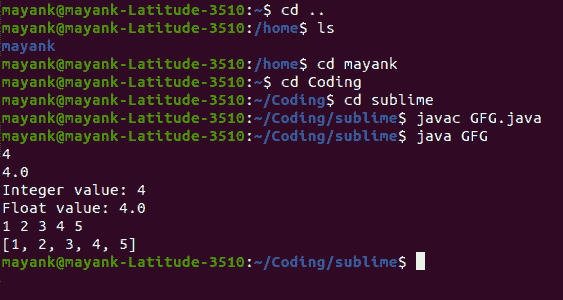 mayank@mayank-Latitude-3510:~$ cd ..
mayank@mayank-Latitude-3510:/home$ ls
mayank
mayank@mayank-Latitude-3510:/home$ cd mayank
mayank@mayank-Latitude-3510:~$ cd Coding
mayank@mayank-Latitude-3510:~/Coding$ cd sublime
mayank@mayank-Latitude-3510:~/Coding/sublime$ javac GFG.java
mayank@mayank-Latitude-3510:~/Coding/sublime$ java GFG
4
4.0
Integer value: 4
Float value: 4.0
1 2 3 4 5
[1, 2, 3, 4, 5]
mayank@mayank-Latitude-3510:~/Coding/sublime$